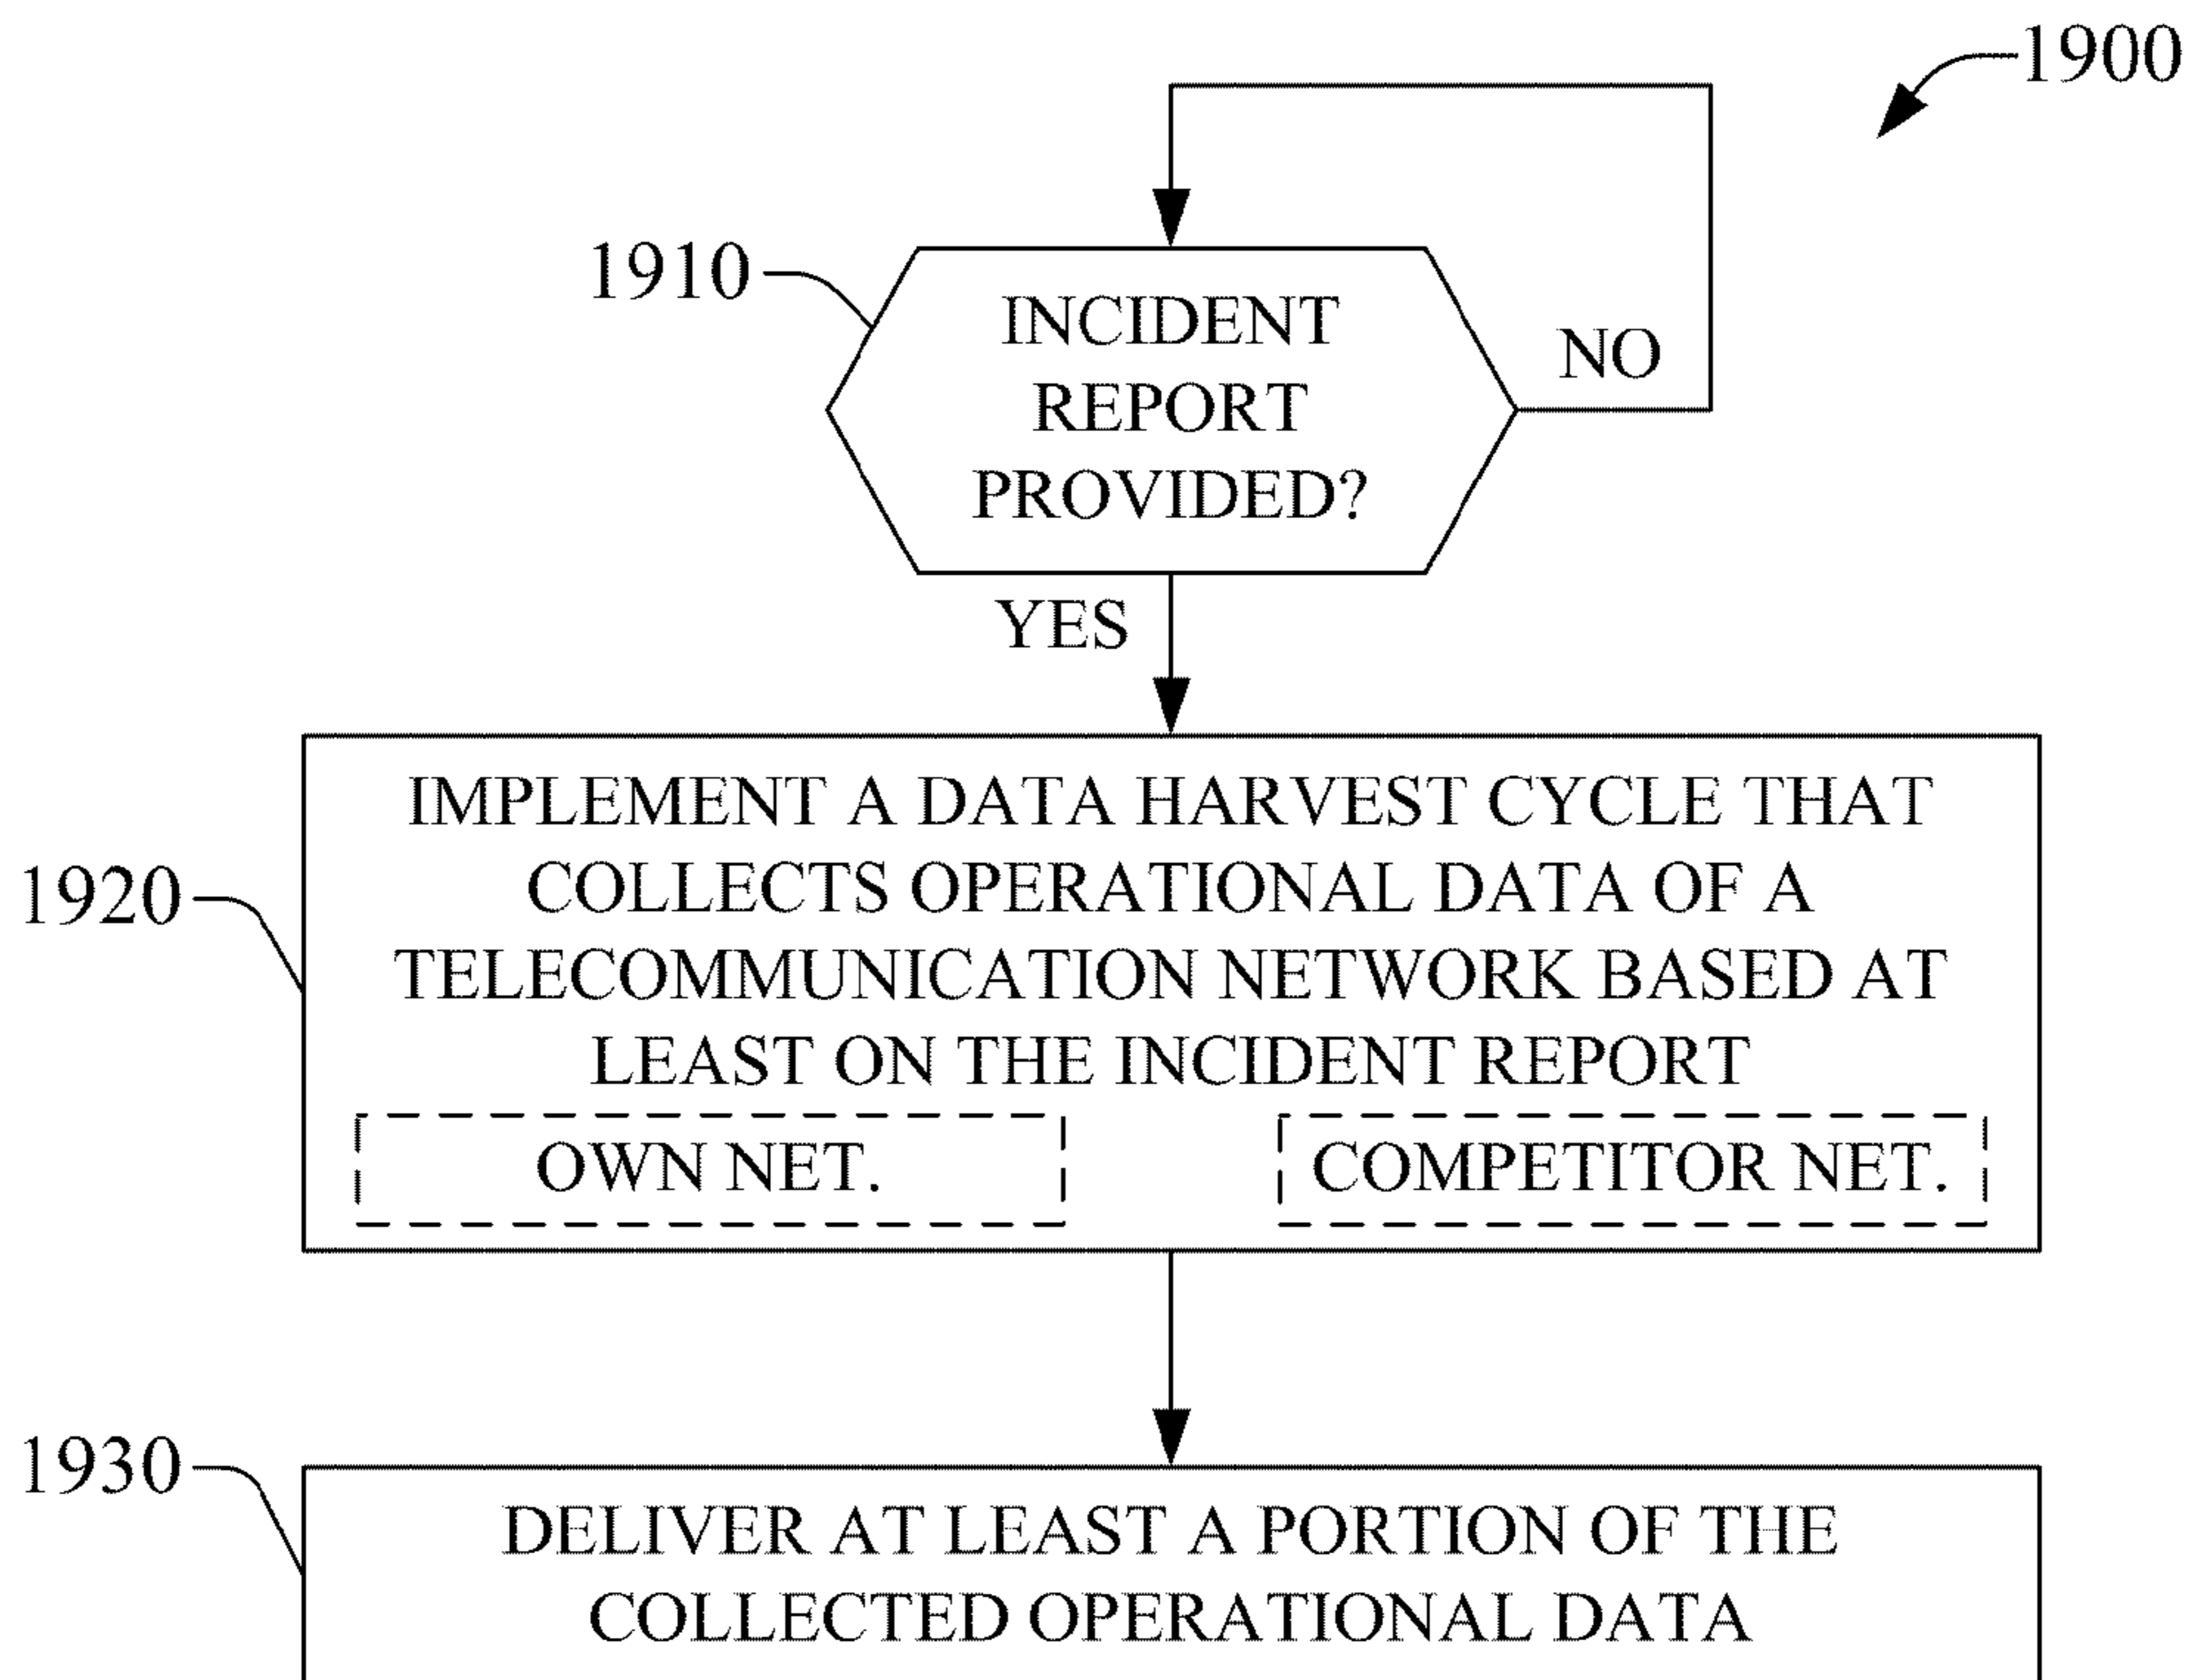 1900
1910
INCIDENT
REPORT
PROVIDED?
NO
YES
1920
IMPLEMENT A DATA HARVEST CYCLE THAT
COLLECTS OPERATIONAL DATA OF A
TELECOMMUNICATION NETWORK BASED AT
LEAST ON THE INCIDENT REPORT
OWN NET.
COMPETITOR NET.
1930
DELIVER AT LEAST A PORTION OF THE
COLLECTED OPERATIONAL DATA